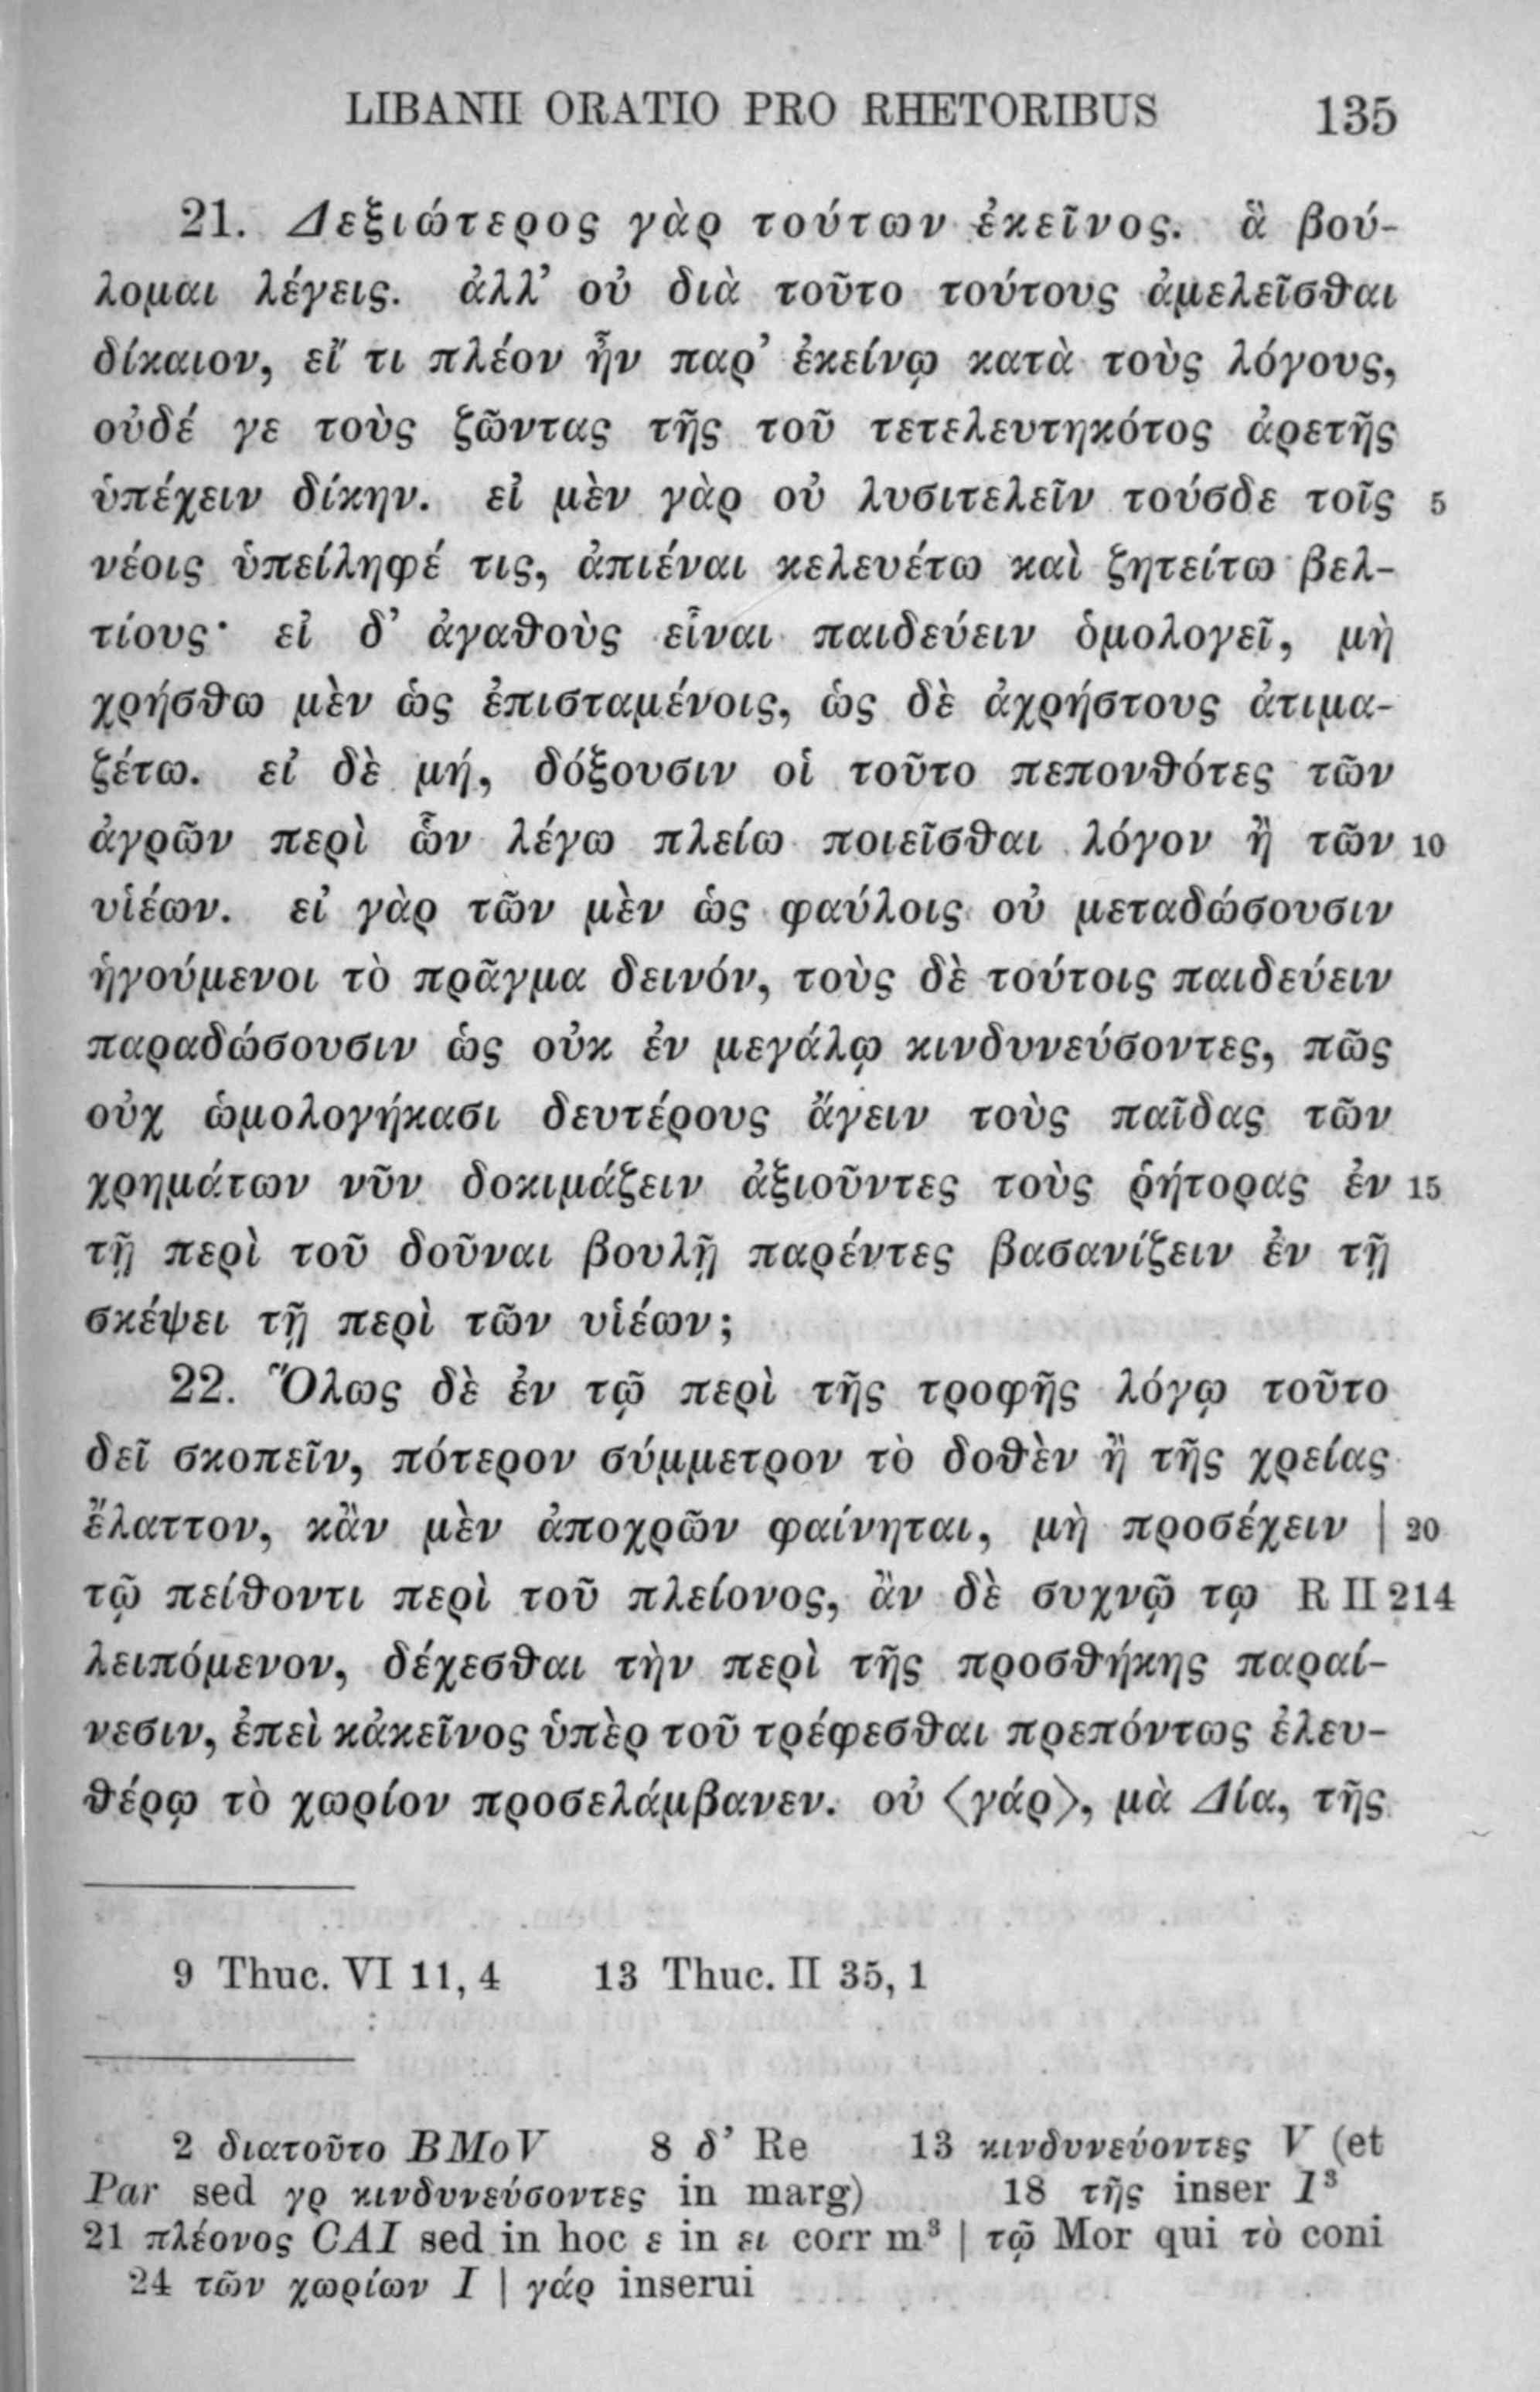 LIBANII ORATIO PRO RHETORIBUS 135
21. Δεξιώτερος γὰρ τούτων ἐκεῖνος. ἃ βού-
λομαι λέγεις. ἀλλ’ οὐ διὰ τοῦτο τούτους ἀμελεῖσθαι
δίκαιον, εἴ τι πλέον ἦν παρ’ ἐκείνῳ κατὰ τοὺς λόγους,
οὐδέ γε τοὺς ζῶντας τῆς τοῦ τετελευτηκότος ἀρετῆς
ὑπέχειν δίκην. εἰ μὲν γὰρ οὐ λυσιτελεῖν τούσδε τοῖς 5
νέοις ὑπείληφέ τις, ἀπιέναι κελευέτω καὶ ζητείτω βελ-
τίους· εἰ δ’ ἀγαθοὺς εἶναι παιδεύειν ὁμολογεῖ, μὴ
χρήσθω μὲν ὡς ἐπισταμένοις, ὡς δὲ ἀχρήστους ἀτιμα-
ζέτω. εἰ δὲ μή, δόξουσιν οἱ τοῦτο πεπονθότες τῶν
ἀγρῶν περὶ ὧν λέγω πλείω ποιεῖσθαι λόγον ἢ τῶν 10
υἱέων. εἰ γὰρ τῶν μὲν ὡς φαύλοις οὐ μεταδώσουσιν
ἡγούμενοι τὸ πρᾶγμα δεινόν, τοὺς δὲ τούτοις παιδεύειν
παραδώσουσιν ὡς οὐκ ἐν μεγάλῳ κινδυνεύσοντες, πῶς
οὐχ ὡμολογήκασι δευτέρους ἄγειν τοὺς παῖδας τῶν
χρημάτων νῦν δοκιμάζειν ἀξιοῦντες τοὺς ῥήτορας ἐν 15
τῇ περὶ τοῦ δοῦναι βουλῇ παρέντες βασανίζειν ἐν τῇ
σκέψει τῇ περὶ τῶν υἱέων;
22. Ὅλως δὲ ἐν τῷ περὶ τῆς τροφῆς λόγῳ τοῦτο
δεῖ σκοπεῖν, πότερον σύμμετρον τὸ δοθὲν ἢ τῆς χρείας
ἔλαττον, κἂν μὲν ἀποχρῶν φαίνηται, μὴ προσέχειν | 20
τῷ πείθοντι περὶ τοῦ πλείονος, ἂν δὲ συχνῷ τῳ R II 214
λειπόμενον, δέχεσθαι τὴν περὶ τῆς προσθήκης παραί-
νεσιν, ἐπεὶ κἀκεῖνος ὑπὲρ τοῦ τρέφεσθαι πρεπόντως ἐλευ-
θέρῳ τὸ χωρίον προσελάμβανεν. οὐ ⟨γάρ⟩, μὰ Δία, τῆς
9 Thuc. VI 11, 4 13 Thuc. II 35, 1
2 διατοῦτο BMoV 8 δ’ Re 13 κινδυνεύοντες V (et
Par sed γρ κινδυνεύσοντες in marg) 18 τῆς inser I³
21 πλέονος CAI sed in hoc ε in ει corr m³ | τῷ Mor qui τὸ coni
24 τῶν χωρίων I | γάρ inserui